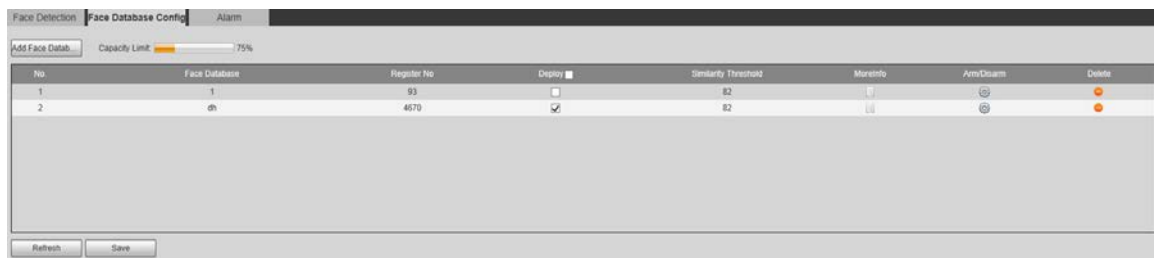 Face Detection Face Database Config Alarm
Add Face Datab... Capacity Limit: 75%
No. Face Database Register No Deploy Similarity Threshold MoreInfo Arm/Disarm Delete
1 1 93 82
2 dh 4670 82
Refresh Save